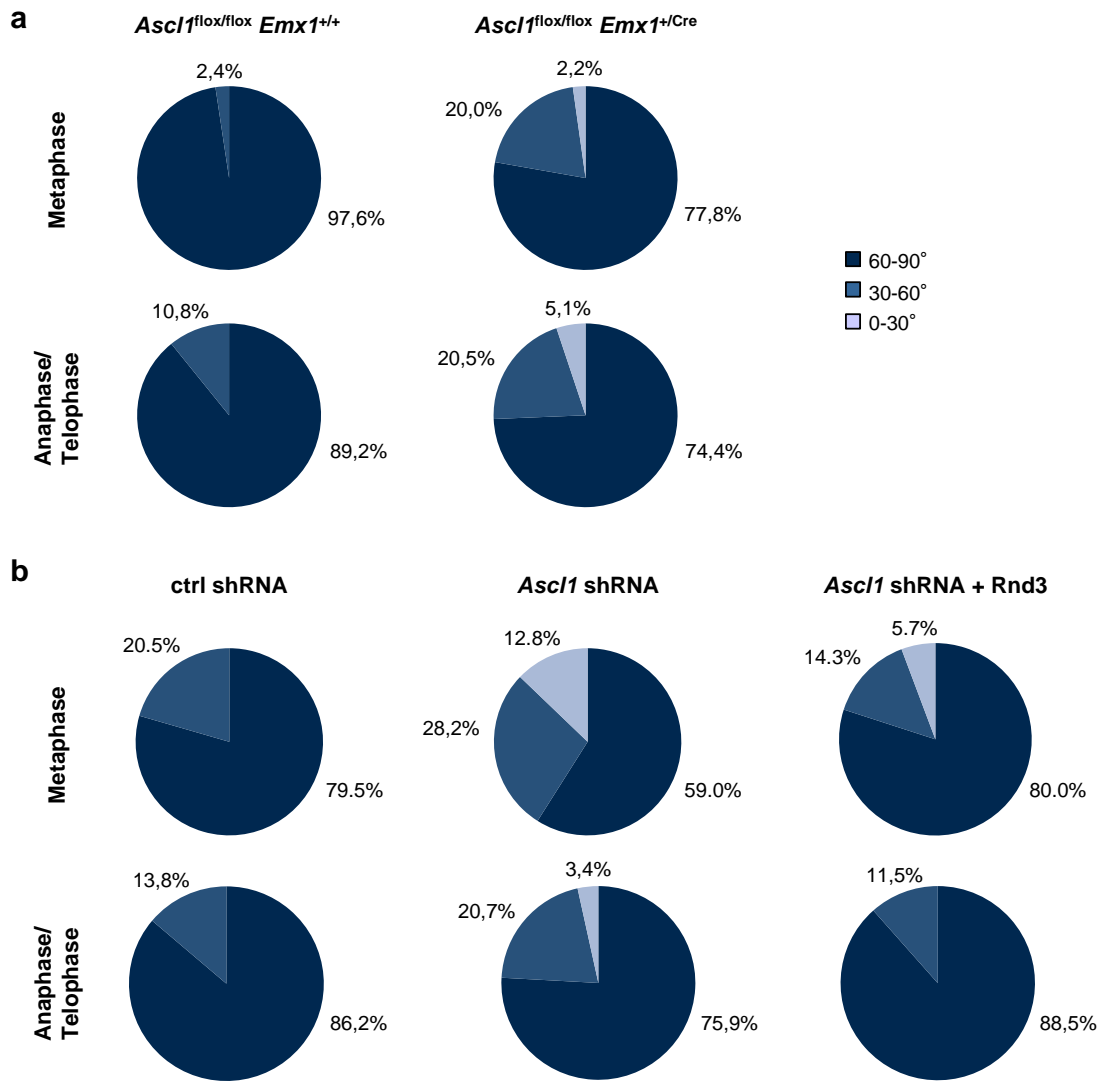 a
Ascl1flox/flox Emx1+/+
Ascl1flox/flox Emx1+/Cre
Metaphase
2,4%
97,6%
2,2%
20,0%
77,8%
60-90°
30-60°
0-30°
Anaphase/
Telophase
10,8%
89,2%
5,1%
20,5%
74,4%
b
ctrl shRNA
Ascl1 shRNA
Ascl1 shRNA + Rnd3
Metaphase
20.5%
79.5%
12.8%
28,2%
59.0%
5.7%
14.3%
80.0%
Anaphase/
Telophase
13,8%
86,2%
3,4%
20,7%
75,9%
11,5%
88,5%